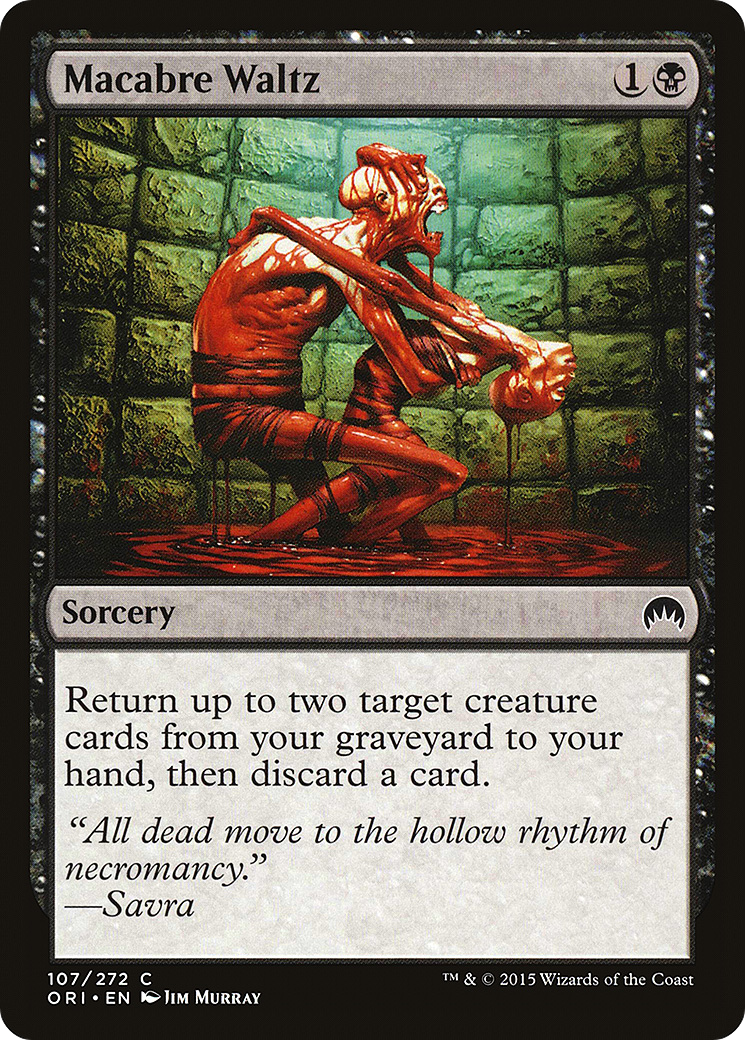 Macabre Waltz
1
Sorcery
Return up to two target creature
cards from your graveyard to your
hand, then discard a card.
“All dead move to the hollow rhythm of
necromancy.”
—Savra
107/272 C
ORI • EN Jim Murray
™ & © 2015 Wizards of the Coast